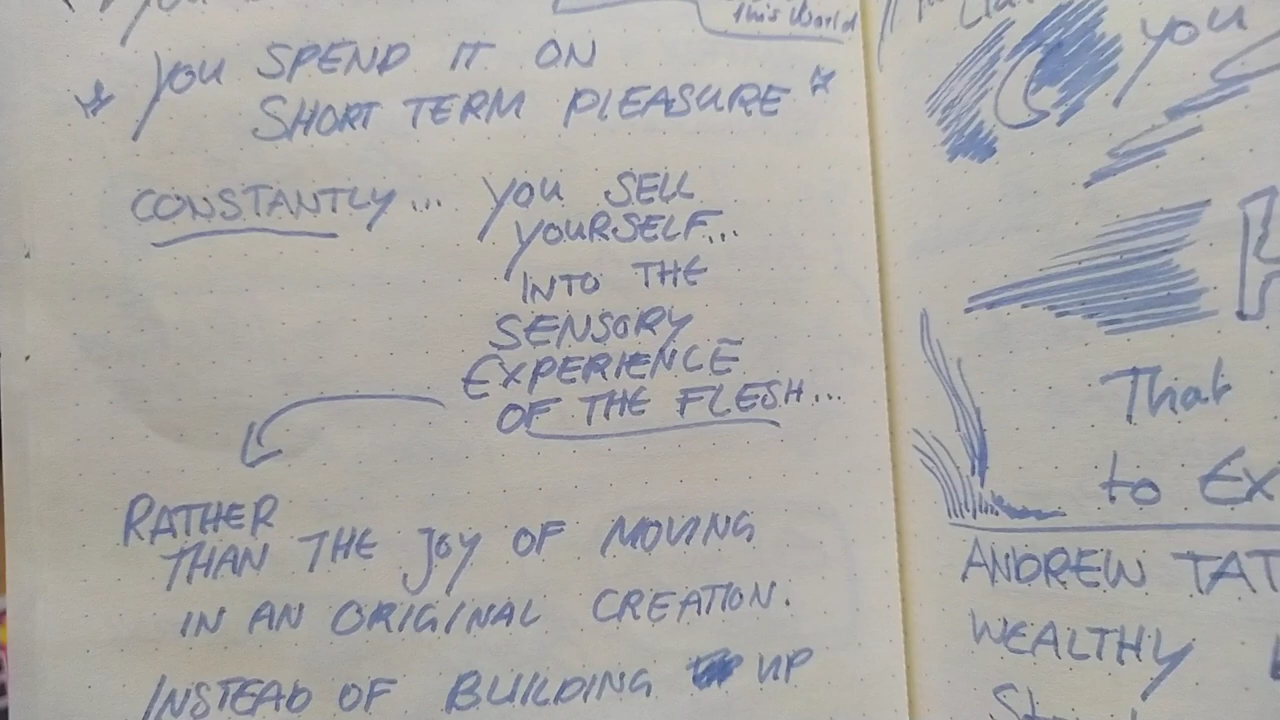 this World
you SPEND IT ON
SHORT TERM PLEASURE
CONSTANTLY... you SELL
YOURSELF...
INTO THE
SENSORY
EXPERIENCE
OF THE FLESH...
RATHER
THAN THE JOY OF MOVING
IN AN ORIGINAL CREATION.
INSTEAD OF BUILDING UP
you
That
to Ex
ANDREW TAT
WEALTHY